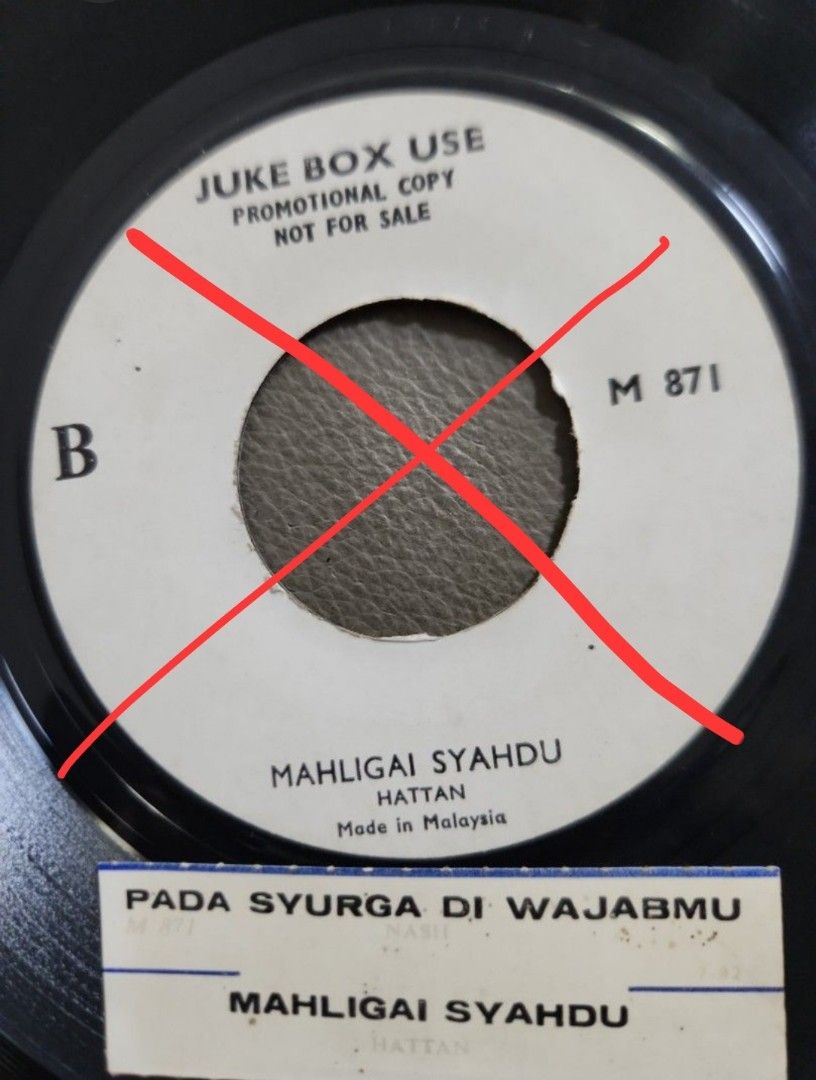 JUKE BOX USE
PROMOTIONAL COPY
NOT FOR SALE
B
M 871
MAHLIGAI SYAHDU
HATTAN
Made in Malaysia
PADA SYURGA DI WAJABMU
M 871
NASH
MAHLIGAI SYAHDU
HATTAN